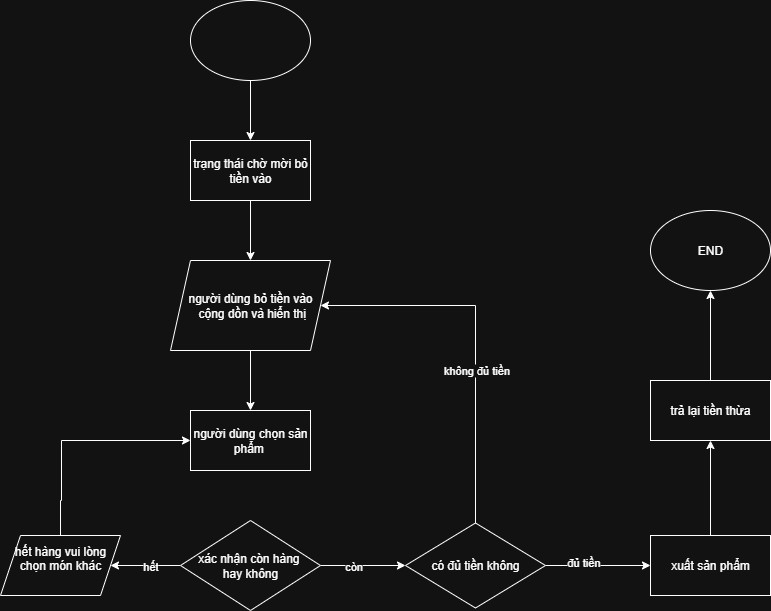 trạng thái chờ mời bỏ
tiền vào
END
người dùng bỏ tiền vào
cộng dồn và hiển thị
không đủ tiền
trả lại tiền thừa
người dùng chọn sản
phẩm
hết hàng vui lòng
chọn món khác
hết
xác nhận còn hàng
hay không
còn
có đủ tiền không
đủ tiền
xuất sản phẩm